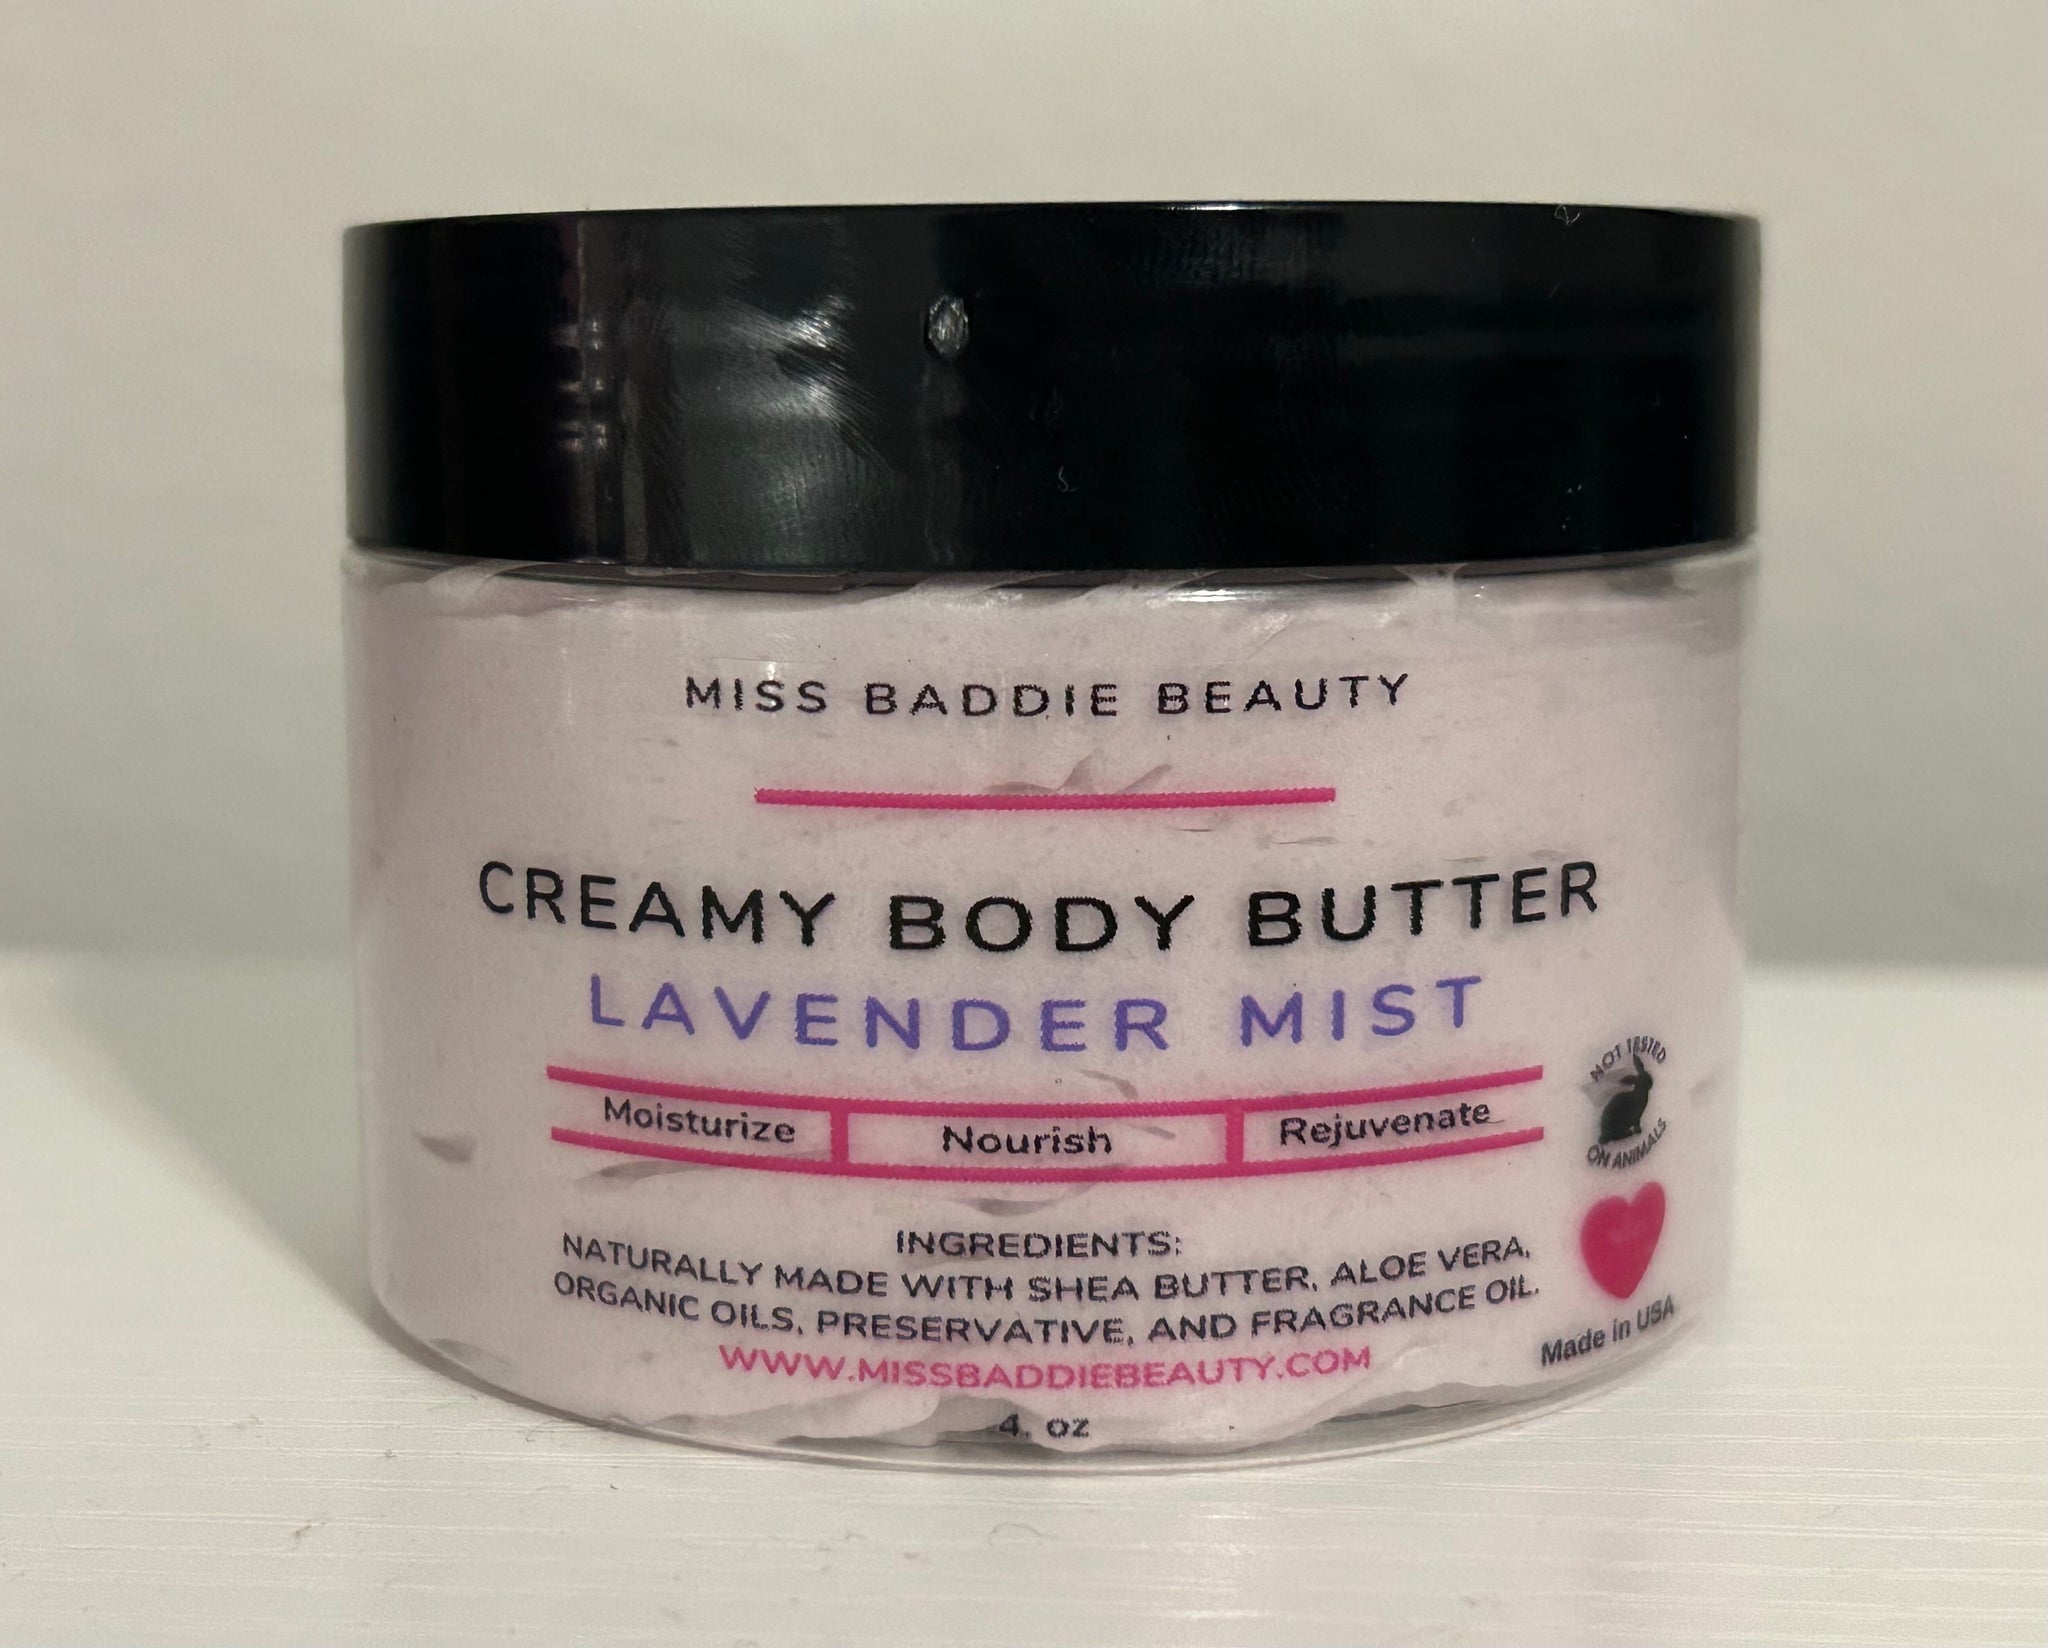 MISS BADDIE BEAUTY
CREAMY BODY BUTTER
LAVENDER MIST
Moisturize Nourish Rejuvenate
NOT TESTED
ON ANIMALS
INGREDIENTS:
NATURALLY MADE WITH SHEA BUTTER, ALOE VERA,
ORGANIC OILS, PRESERVATIVE, AND FRAGRANCE OIL.
WWW.MISSBADDIEBEAUTY.COM
Made in USA
4. oz